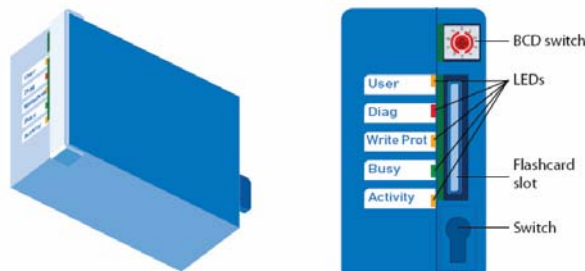 BCD switch
LEDs
User
Diag
Write Prot
Busy
Activity
Flashcard
slot
Switch